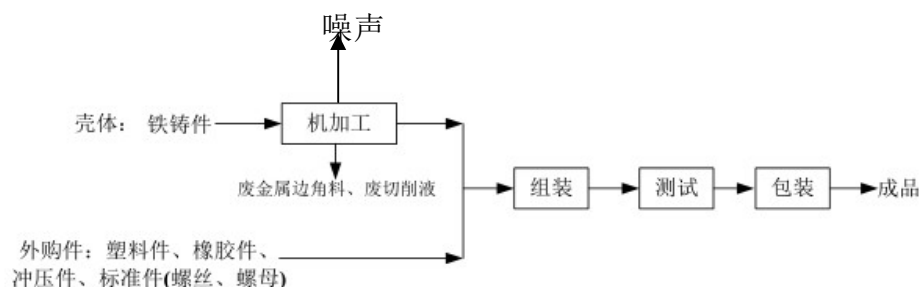 噪声
壳体： 铁铸件
机加工
废金属边角料、废切削液
组装
测试
包装
成品
外购件：塑料件、橡胶件、
冲压件、标准件(螺丝、螺母)